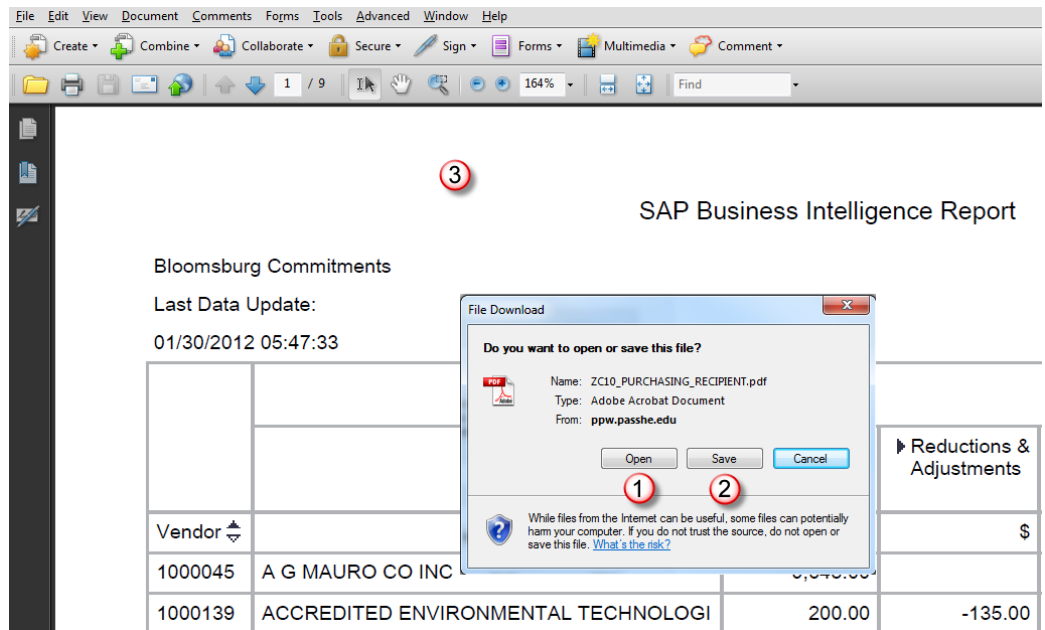 File Edit View Document Comments Forms Tools Advanced Window Help
Create Combine Collaborate Secure Sign Forms Multimedia Comment
1 / 9 164% Find
3
SAP Business Intelligence Report
Bloomsburg Commitments
Last Data Update:
01/30/2012 05:47:33
File Download
Do you want to open or save this file?
PDF
Adobe
Name: ZC10_PURCHASING_RECIPIENT.pdf
Type: Adobe Acrobat Document
From: ppw.passhe.edu
Open Save Cancel
1 2
While files from the Internet can be useful, some files can potentially
harm your computer. If you do not trust the source, do not open or
save this file. What's the risk?
Reductions &
Adjustments
Vendor $
1000045 A G MAURO CO INC
1000139 ACCREDITED ENVIRONMENTAL TECHNOLOGI 200.00 -135.00